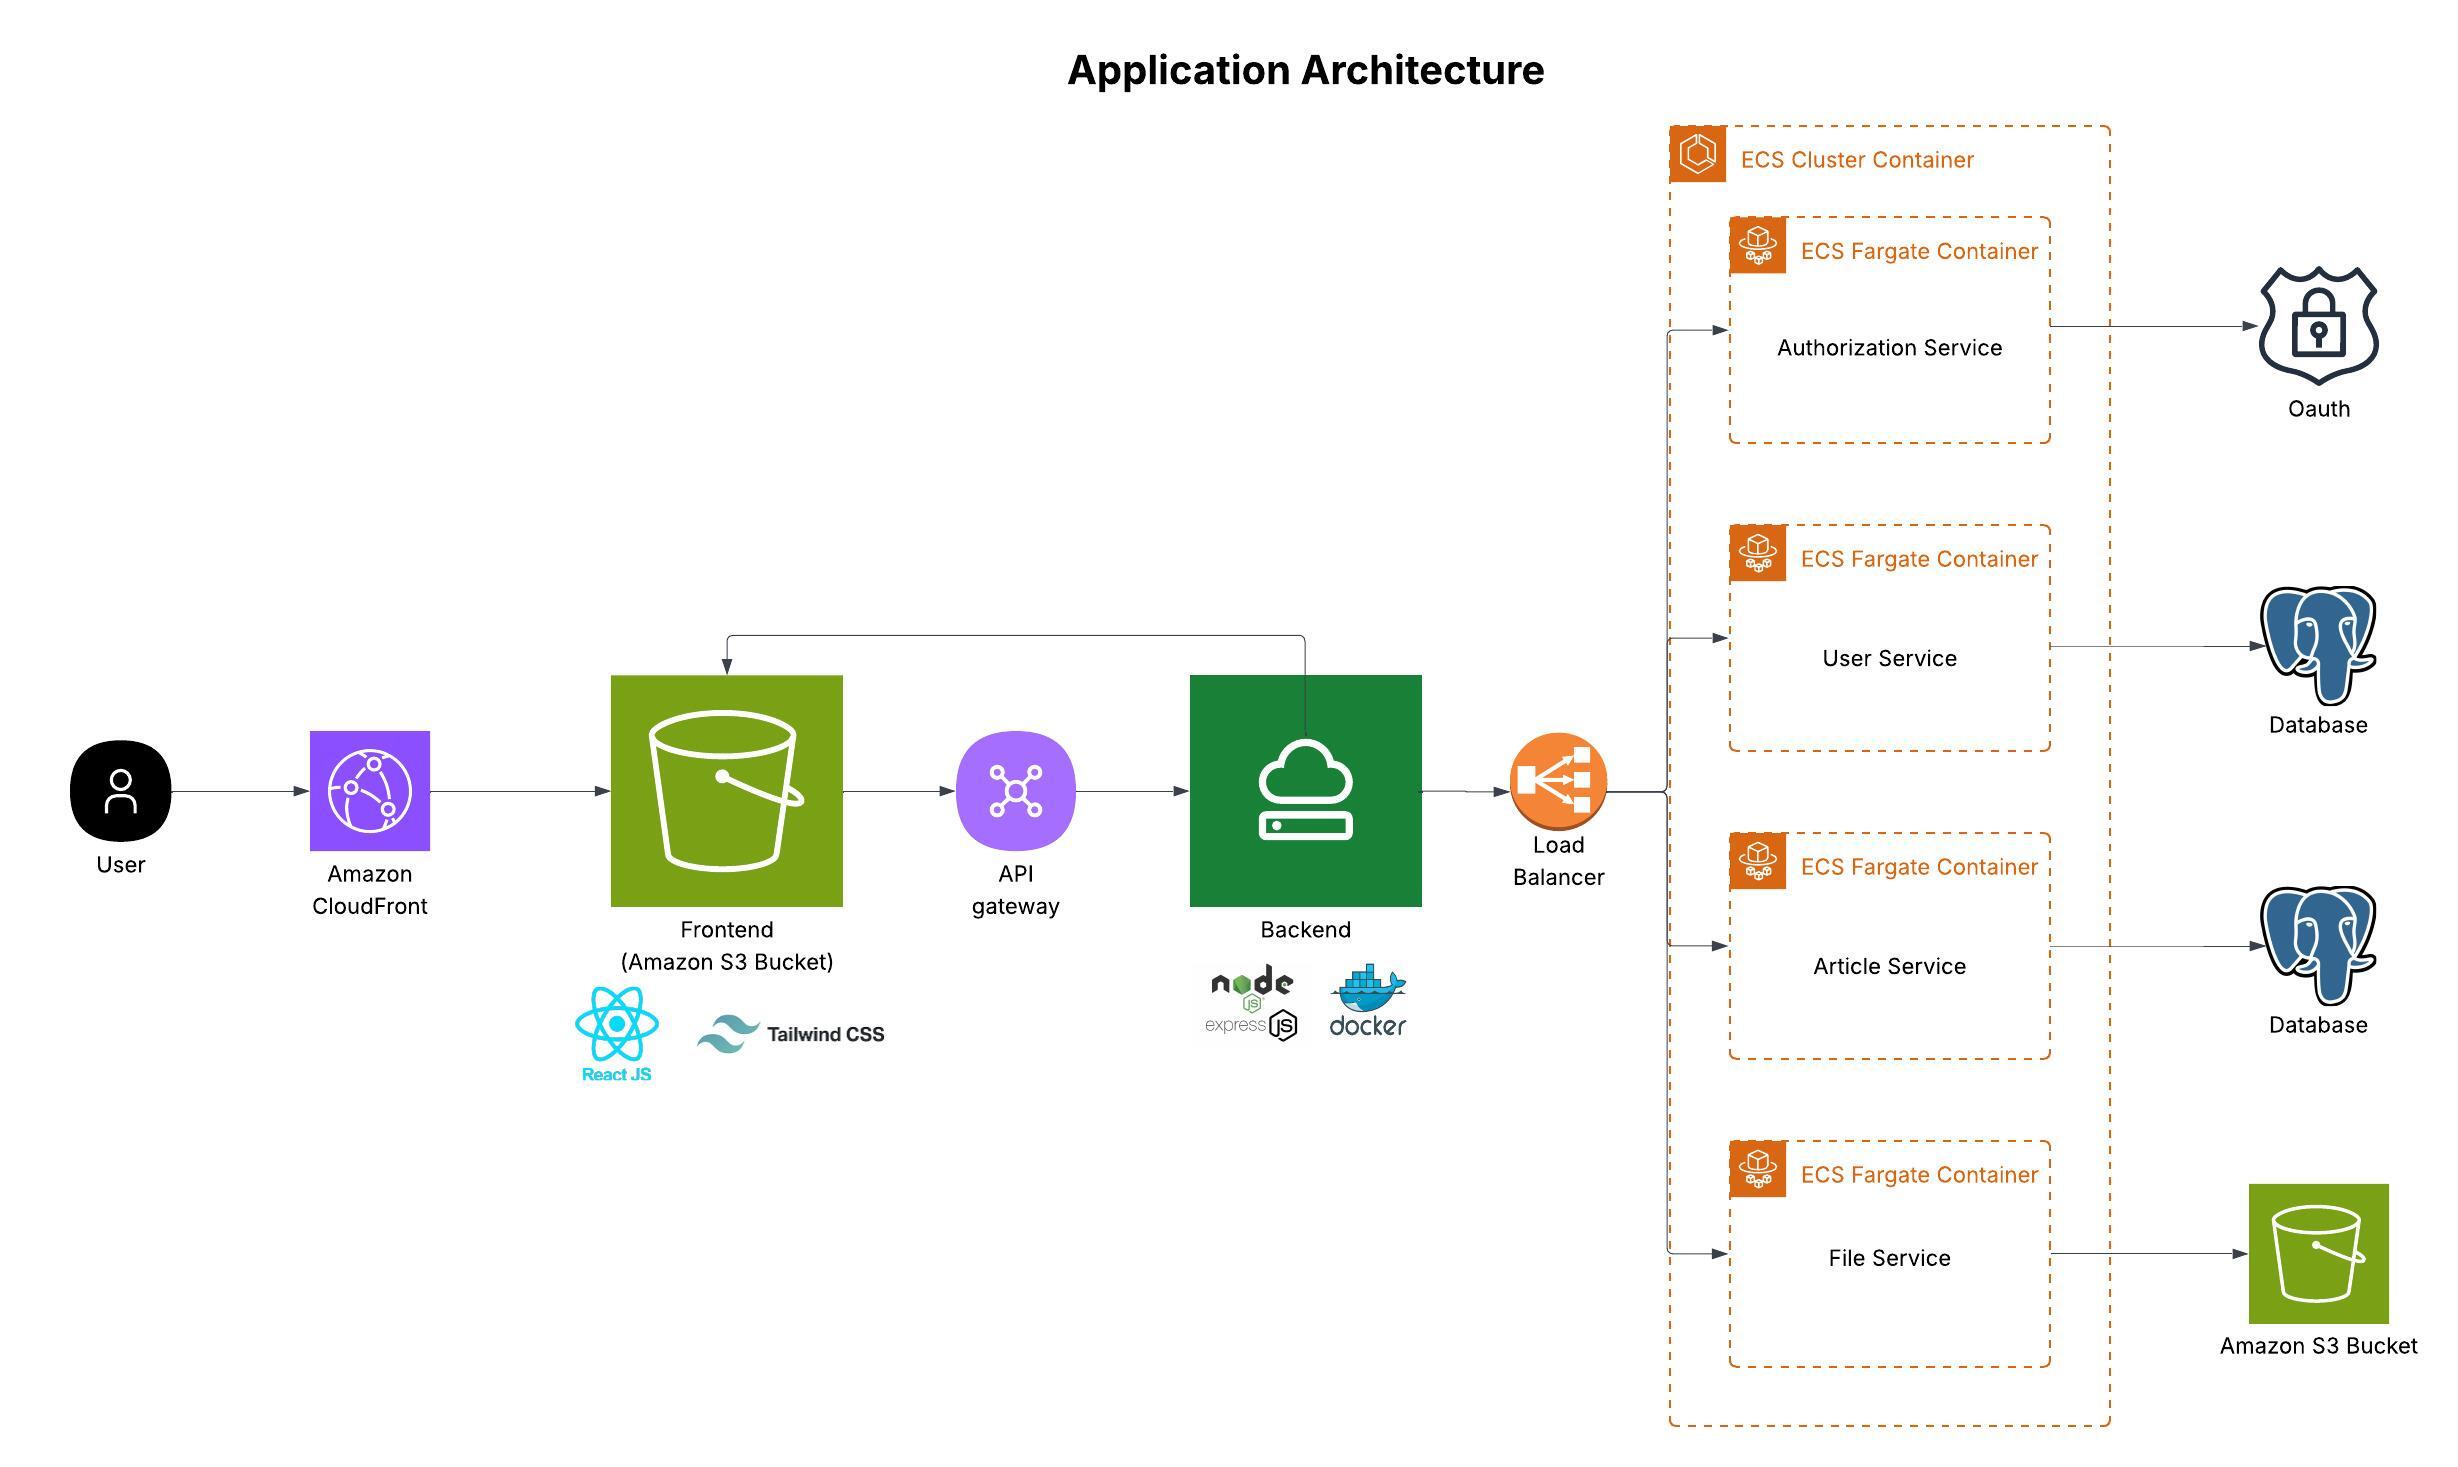 Application Architecture
ECS Cluster Container
ECS Fargate Container
Authorization Service
Oauth
ECS Fargate Container
User Service
Database
User
Amazon
CloudFront
Frontend
(Amazon S3 Bucket)
React JS
Tailwind CSS
API
gateway
Backend
node
JS
express
JS
docker
Load
Balancer
ECS Fargate Container
Article Service
Database
ECS Fargate Container
File Service
Amazon S3 Bucket